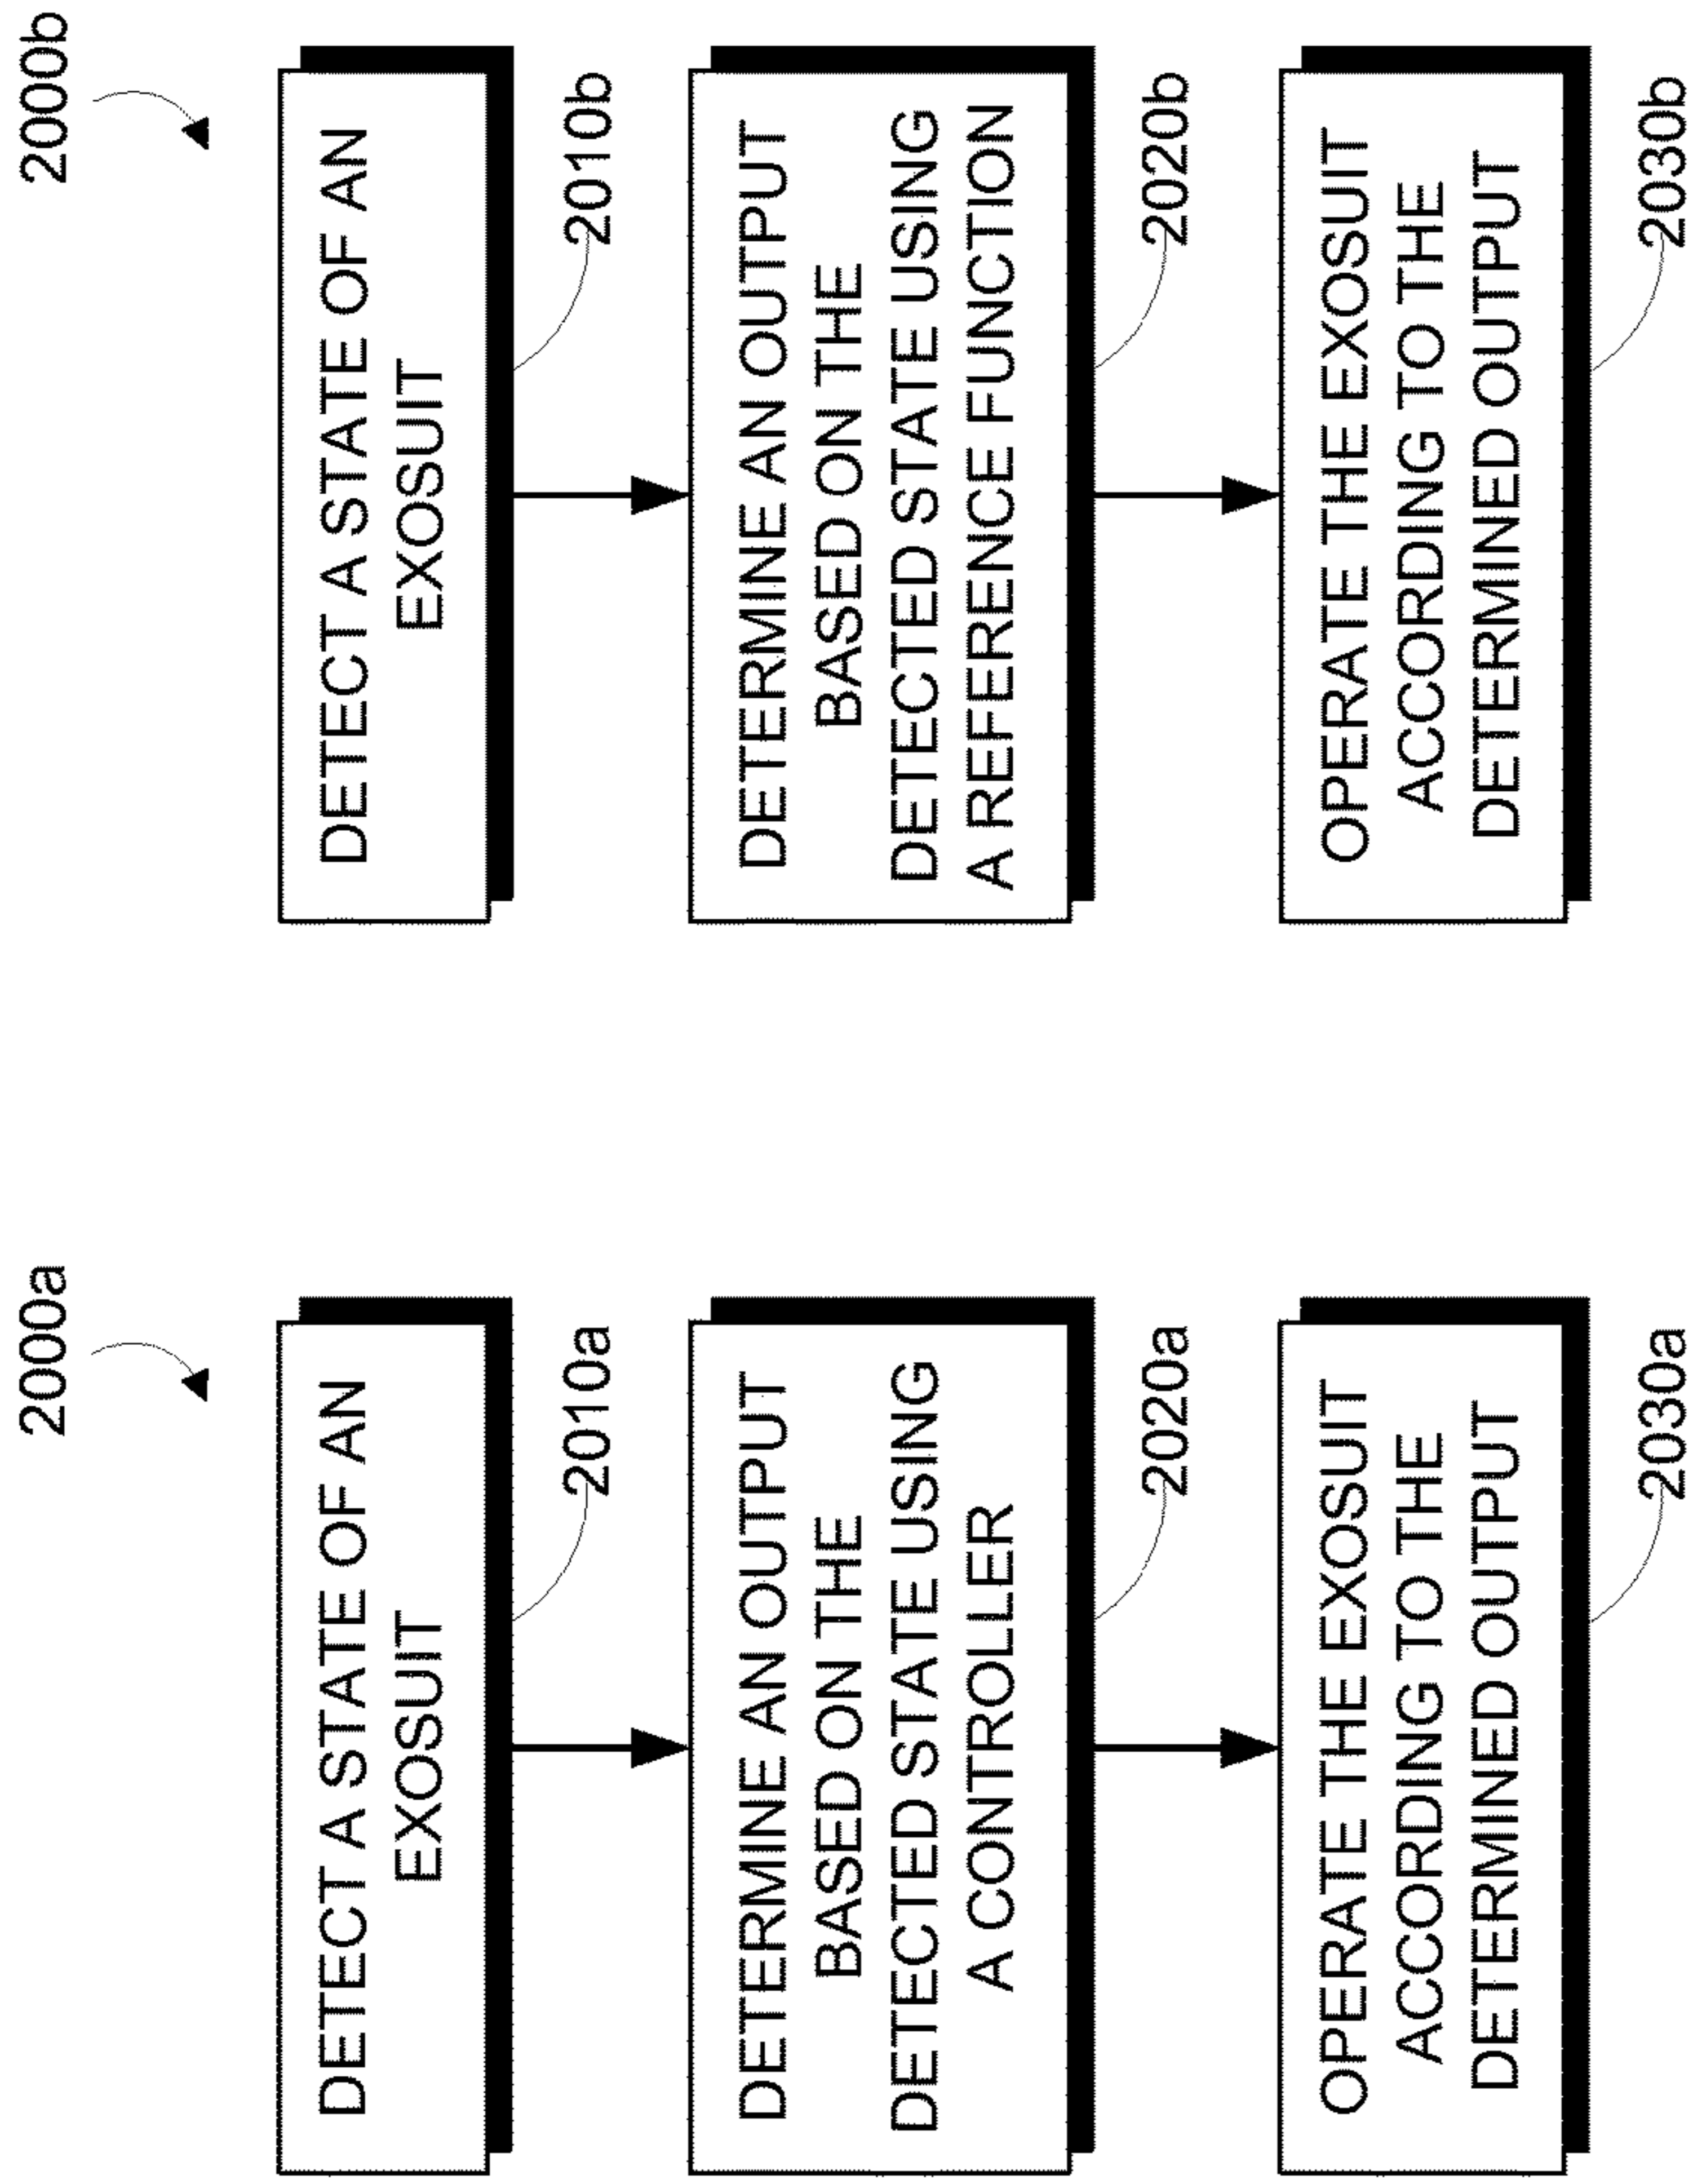 2000a
DETECT A STATE OF AN
EXOSUIT
2010a
DETERMINE AN OUTPUT
BASED ON THE
DETECTED STATE USING
A CONTROLLER
2020a
OPERATE THE EXOSUIT
ACCORDING TO THE
DETERMINED OUTPUT
2030a
2000b
DETECT A STATE OF AN
EXOSUIT
2010b
DETERMINE AN OUTPUT
BASED ON THE
DETECTED STATE USING
A REFERENCE FUNCTION
2020b
OPERATE THE EXOSUIT
ACCORDING TO THE
DETERMINED OUTPUT
2030b